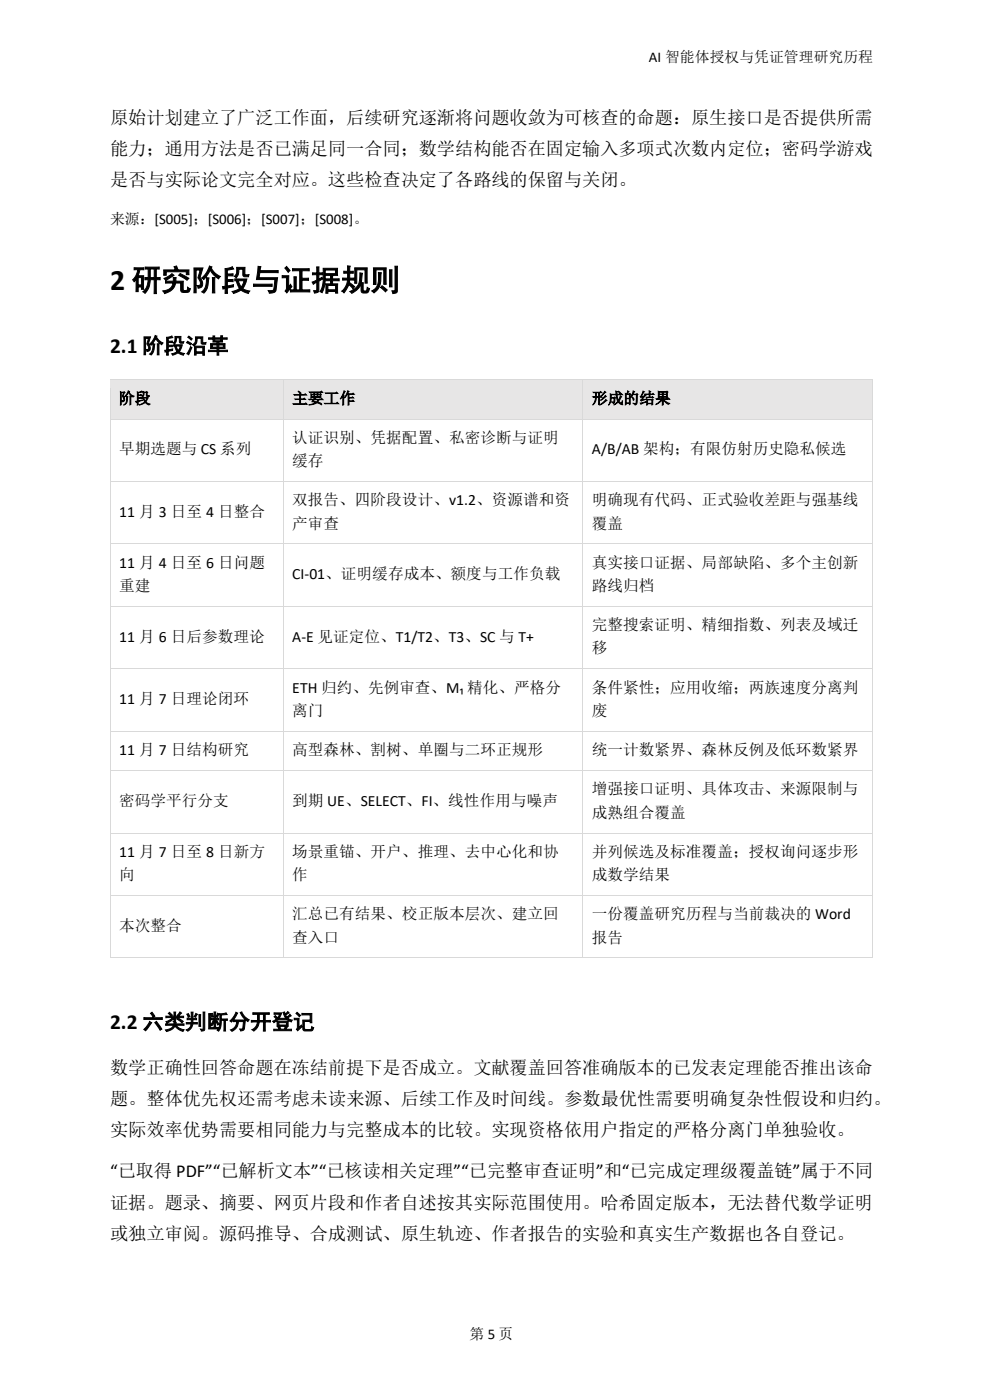 AI 智能体授权与凭证管理研究历程
原始计划建立了广泛工作面，后续研究逐渐将问题收敛为可核查的命题：原生接口是否提供所需
能力；通用方法是否已满足同一合同；数学结构能否在固定输入多项式次数内定位；密码学游戏
是否与实际论文完全对应。这些检查决定了各路线的保留与关闭。
来源：[S005]；[S006]；[S007]；[S008]。
2 研究阶段与证据规则
2.1 阶段沿革
阶段 主要工作 形成的结果
早期选题与 CS 系列
认证识别、凭据配置、私密诊断与证明
缓存
A/B/AB 架构；有限仿射历史隐私候选
11 月 3 日至 4 日整合
双报告、四阶段设计、v1.2、资源谱和资
产审查
明确现有代码、正式验收差距与强基线
覆盖
11 月 4 日至 6 日问题
重建
CI-01、证明缓存成本、额度与工作负载
真实接口证据、局部缺陷、多个主创新
路线归档
11 月 6 日后参数理论
A-E 见证定位、T1/T2、T3、SC 与 T+
完整搜索证明、精细指数、列表及域迁
移
11 月 7 日理论闭环
ETH 归约、先例审查、M₁ 精化、严格分
离门
条件紧性；应用收缩；两族速度分离判
废
11 月 7 日结构研究
高型森林、割树、单圈与二环正规形
统一计数紧界、森林反例及低环数紧界
密码学平行分支
到期 UE、SELECT、FI、线性作用与噪声
增强接口证明、具体攻击、来源限制与
成熟组合覆盖
11 月 7 日至 8 日新方
向
场景重锚、开户、推理、去中心化和协
作
并列候选及标准覆盖；授权询问逐步形
成数学结果
本次整合
汇总已有结果、校正版本层次、建立回
查入口
一份覆盖研究历程与当前裁决的 Word
报告
2.2 六类判断分开登记
数学正确性回答命题在冻结前提下是否成立。文献覆盖回答准确版本的已发表定理能否推出该命
题。整体优先权还需考虑未读来源、后续工作及时间线。参数最优性需要明确复杂性假设和归约。
实际效率优势需要相同能力与完整成本的比较。实现资格依用户指定的严格分离门单独验收。
“已取得 PDF”“已解析文本”“已核读相关定理”“已完整审查证明”和“已完成定理级覆盖链”属于不同
证据。题录、摘要、网页片段和作者自述按其实际范围使用。哈希固定版本，无法替代数学证明
或独立审阅。源码推导、合成测试、原生轨迹、作者报告的实验和真实生产数据也各自登记。
第 5 页